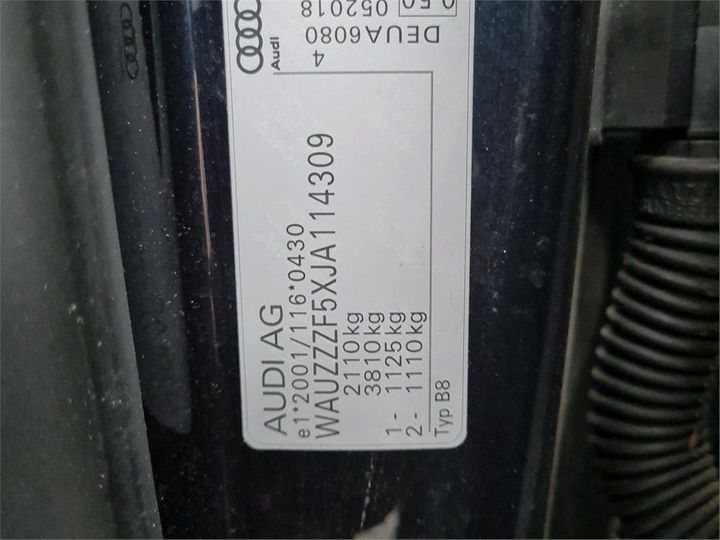 AUDI AG
e1*2001/116*0430
WAUZZZF5XJA114309
2110 kg
3810 kg
1 - 1125 kg
2 - 1110 kg
Typ B8
Audi
DEUA6080
4
052018